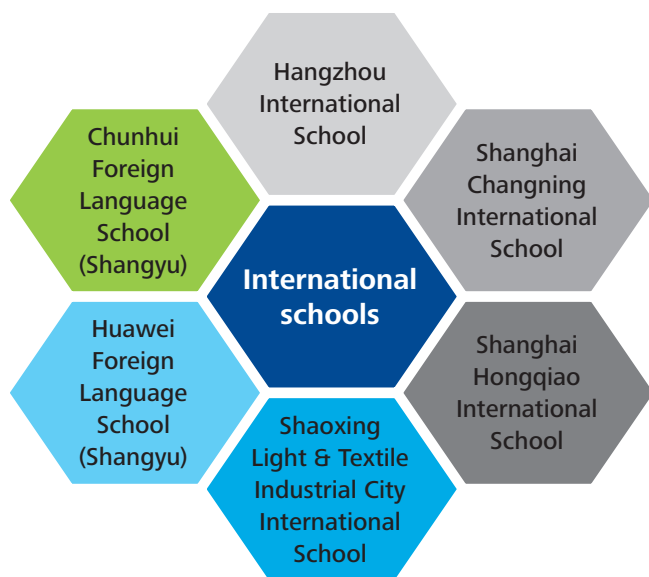 Hangzhou
International
School
Chunhui
Foreign
Language
School
(Shangyu)
Shanghai
Changning
International
School
International
schools
Huawei
Foreign
Language
School
(Shangyu)
Shanghai
Hongqiao
International
School
Shaoxing
Light & Textile
Industrial City
International
School